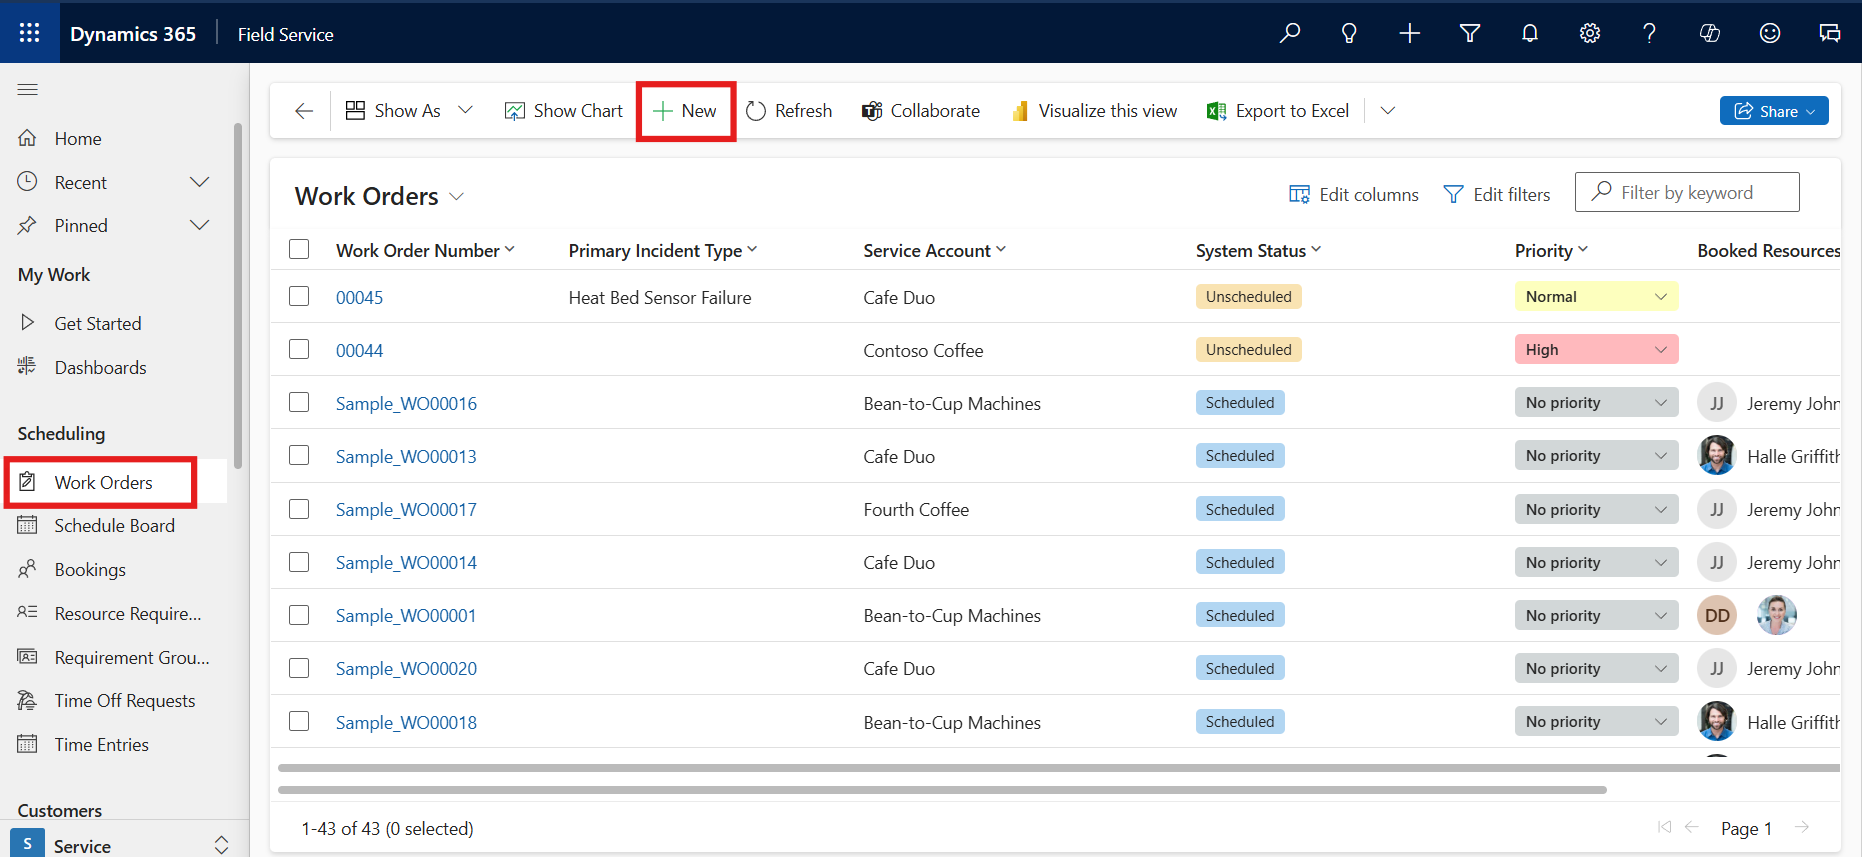 Dynamics 365 Field Service
Show As
Show Chart
New
Refresh
Collaborate
Visualize this view
Export to Excel
Share
Home
Recent
Pinned
My Work
Get Started
Dashboards
Scheduling
Work Orders
Schedule Board
Bookings
Resource Require...
Requirement Grou...
Time Off Requests
Time Entries
Customers
S Service
Work Orders
Edit columns
Edit filters
Filter by keyword
Work Order Number Primary Incident Type Service Account System Status Priority Booked Resources
00045 Heat Bed Sensor Failure Cafe Duo Unscheduled Normal
00044 Contoso Coffee Unscheduled High
Sample_WO00016 Bean-to-Cup Machines Scheduled No priority JJ Jeremy John
Sample_WO00013 Cafe Duo Scheduled No priority Halle Griffith
Sample_WO00017 Fourth Coffee Scheduled No priority JJ Jeremy John
Sample_WO00014 Cafe Duo Scheduled No priority JJ Jeremy John
Sample_WO00001 Bean-to-Cup Machines Scheduled No priority DD
Sample_WO00020 Cafe Duo Scheduled No priority JJ Jeremy John
Sample_WO00018 Bean-to-Cup Machines Scheduled No priority Halle Griffith
1-43 of 43 (0 selected)
Page 1